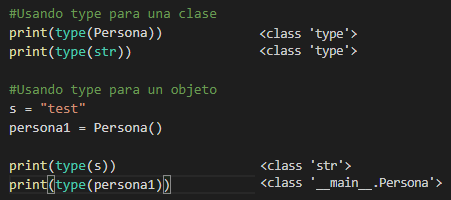 #Usando type para una clase
print(type(Persona)) <class 'type'>
print(type(str)) <class 'type'>
#Usando type para un objeto
s = "test"
persona1 = Persona()
print(type(s)) <class 'str'>
print(type(persona1)) <class '__main__.Persona'>